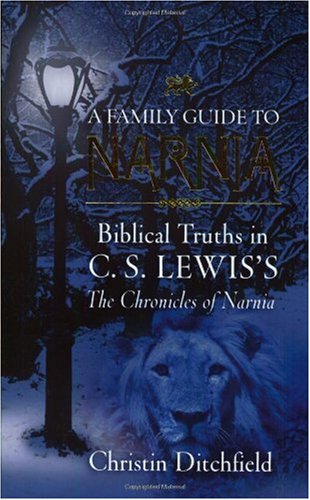 A FAMILY GUIDE TO
NARNIA
Biblical Truths in
C. S. LEWIS'S
The Chronicles of Narnia
Christin Ditchfield